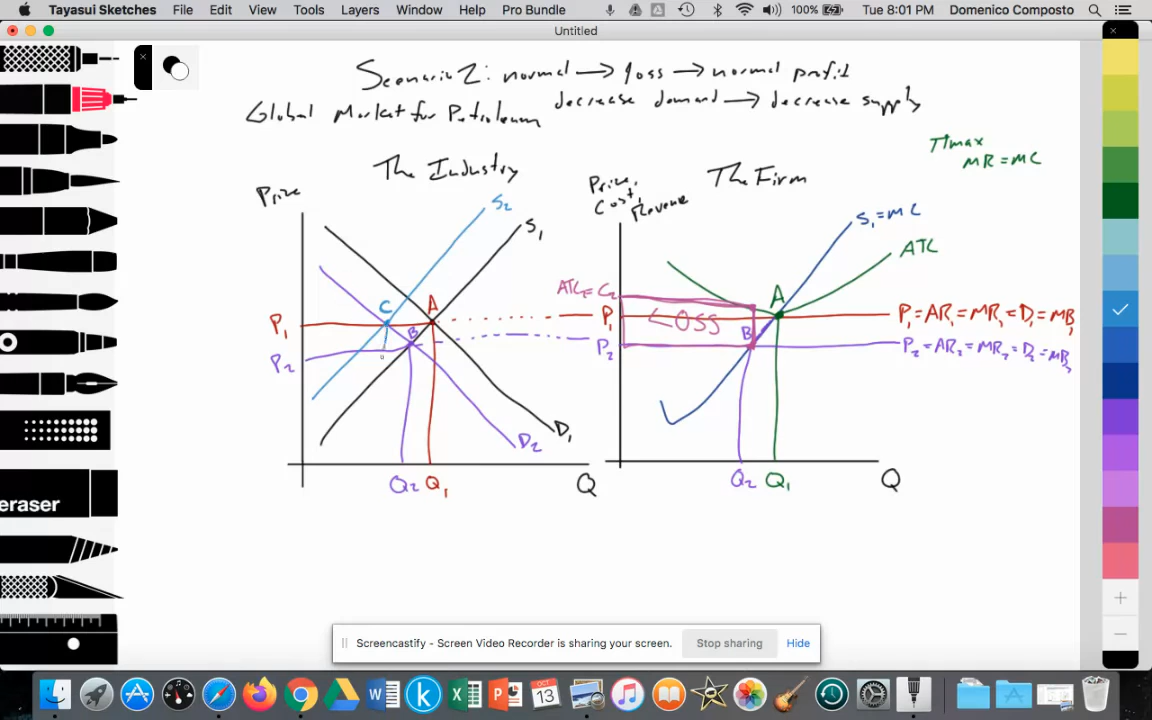 Tayasui Sketches File Edit View Tools Layers Window Help Pro Bundle 100% Tue 8:01 PM Domenico Composto
Untitled
Scenario 2: normal → loss → normal profit
Global Market for Petroleum decrease demand → decrease supply
πmax
MR = MC
The Industry
The Firm
Price
Price,
Cost,
Revenue
S2
S1
S1 = MC
ATC
ATC2 = C2
C
A
A
P1
P1
LOSS
P1 = AR1 = MR1 = D1 = MB1
B
B
P2
P2
P2 = AR2 = MR2 = D2 = MB2
D1
D2
Q2 Q1 Q
Q2 Q1 Q
eraser
Screencastify - Screen Video Recorder is sharing your screen. Stop sharing Hide
OCT
13